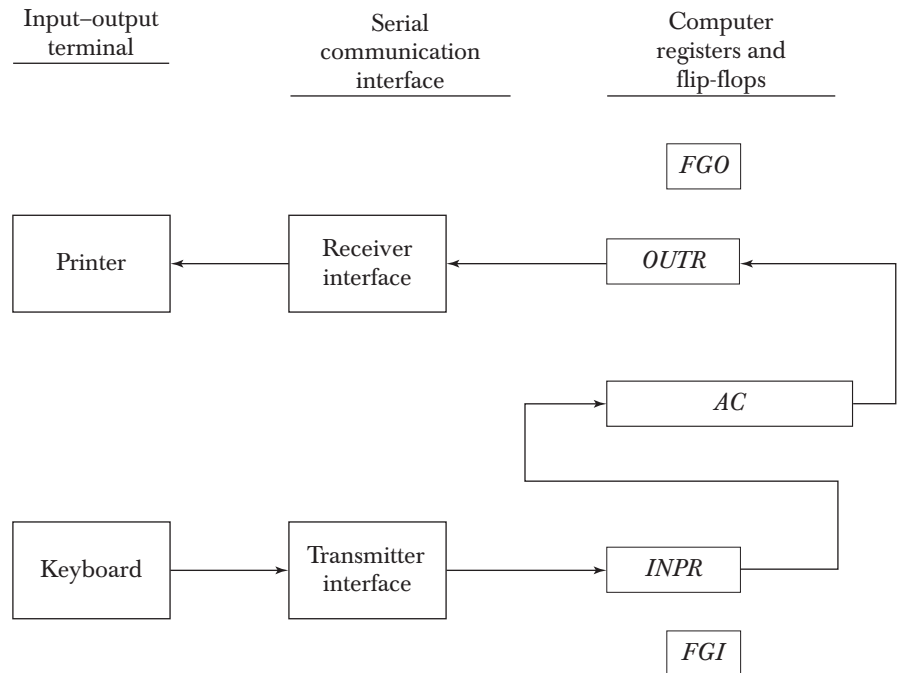 Input–output
terminal
Serial
communication
interface
Computer
registers and
flip-flops
FGO
Printer
Receiver
interface
OUTR
AC
Keyboard
Transmitter
interface
INPR
FGI